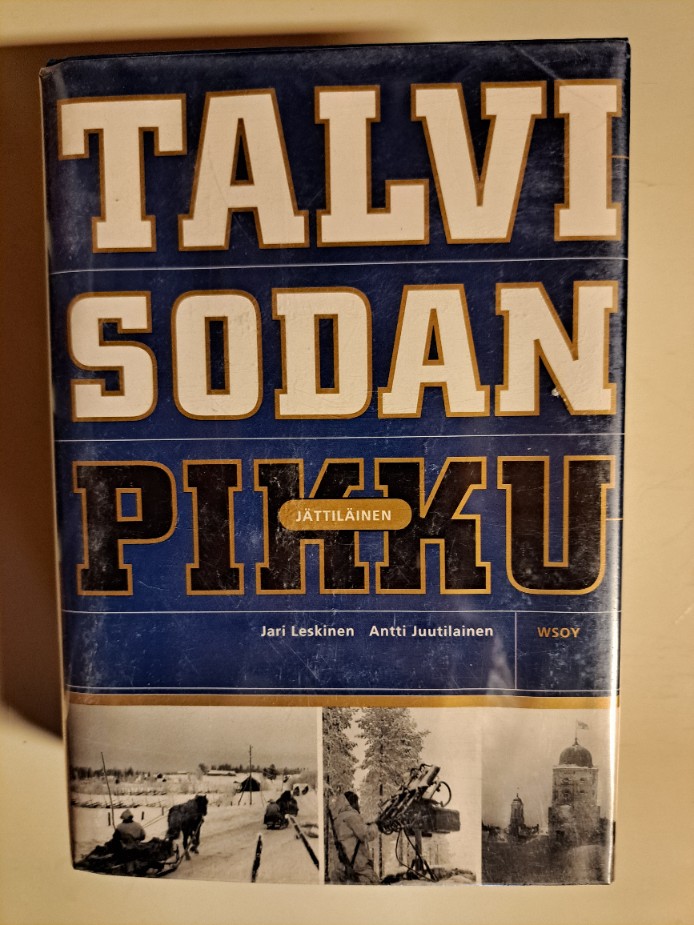 TALVI
SODAN
PIKKU
JÄTTILÄINEN
Jari Leskinen Antti Juutilainen WSOY